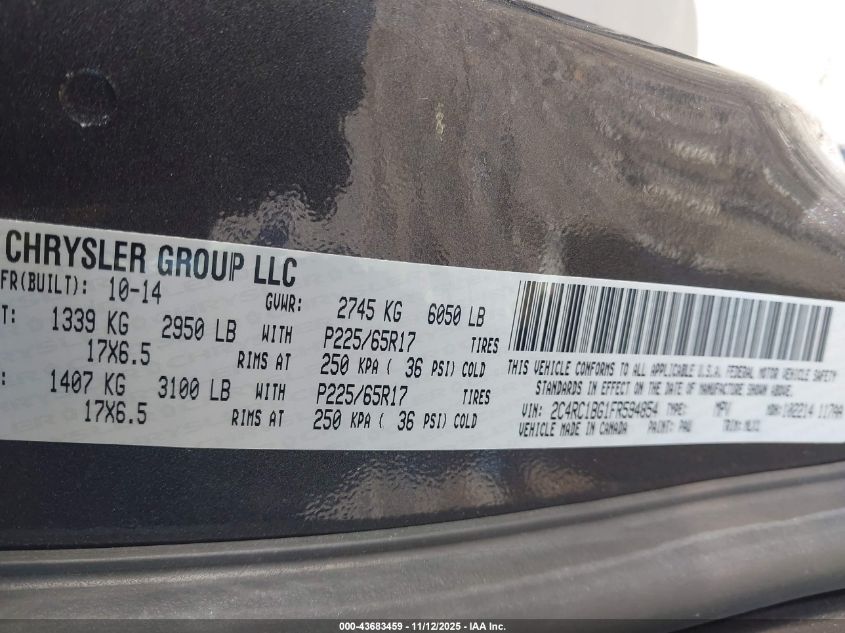 CHRYSLER GROUP LLC
FR(BUILT): 10-14 GVWR: 2745 KG 6050 LB
T: 1339 KG 2950 LB WITH P225/65R17 TIRES
17X6.5 RIMS AT 250 KPA ( 36 PSI) COLD
: 1407 KG 3100 LB WITH P225/65R17 TIRES
17X6.5 RIMS AT 250 KPA ( 36 PSI) COLD
THIS VEHICLE CONFORMS TO ALL APPLICABLE U.S.A. FEDERAL MOTOR VEHICLE SAFETY
STANDARDS IN EFFECT ON THE DATE OF MANUFACTURE SHOWN ABOVE.
VIN: 2C4RC1BG1FR594854 TYPE: MPV MDH:102214 117AA
VEHICLE MADE IN CANADA PAINT: PAU TRIM:
000-43683459 - 11/12/2025 - IAA Inc.